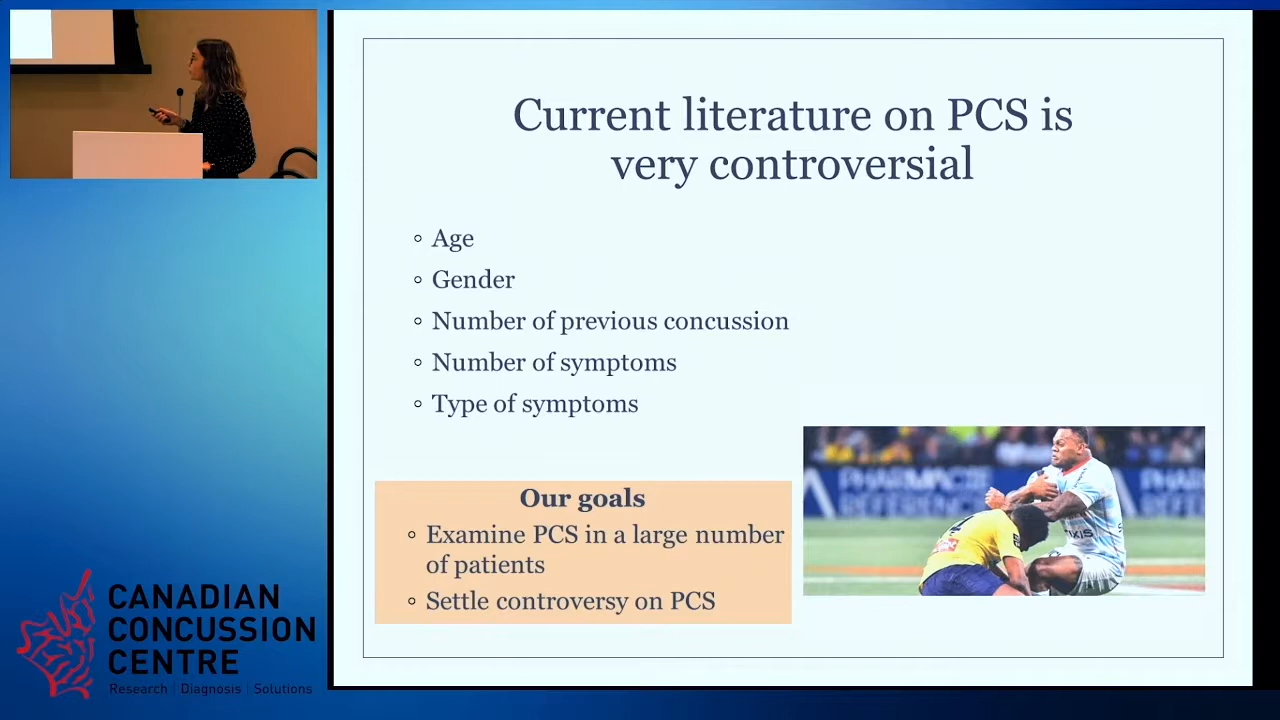 Current literature on PCS is
very controversial
Age
Gender
Number of previous concussion
Number of symptoms
Type of symptoms
Our goals
Examine PCS in a large number
of patients
Settle controversy on PCS
PHARMACIE
RÉFÉRENCE
CANADIAN
CONCUSSION
CENTRE
Research | Diagnosis | Solutions